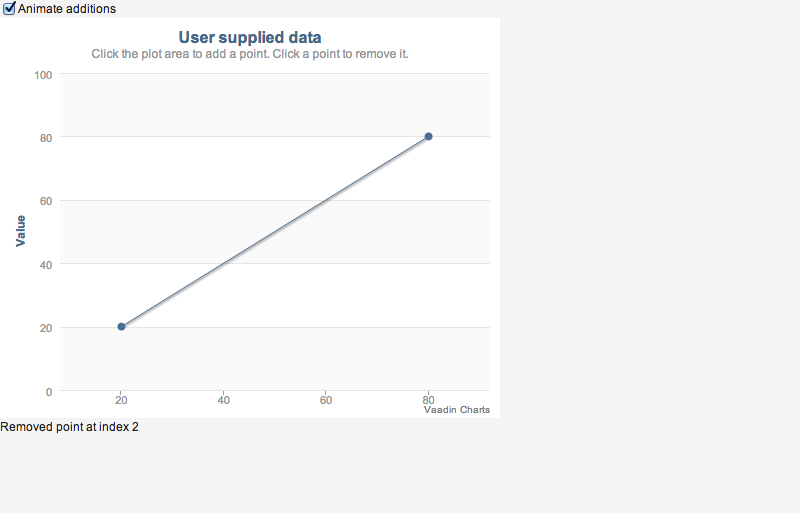 Animate additions
User supplied data
Click the plot area to add a point. Click a point to remove it.
100
80
60
40
20
0
Value
20 40 60 80
Vaadin Charts
Removed point at index 2